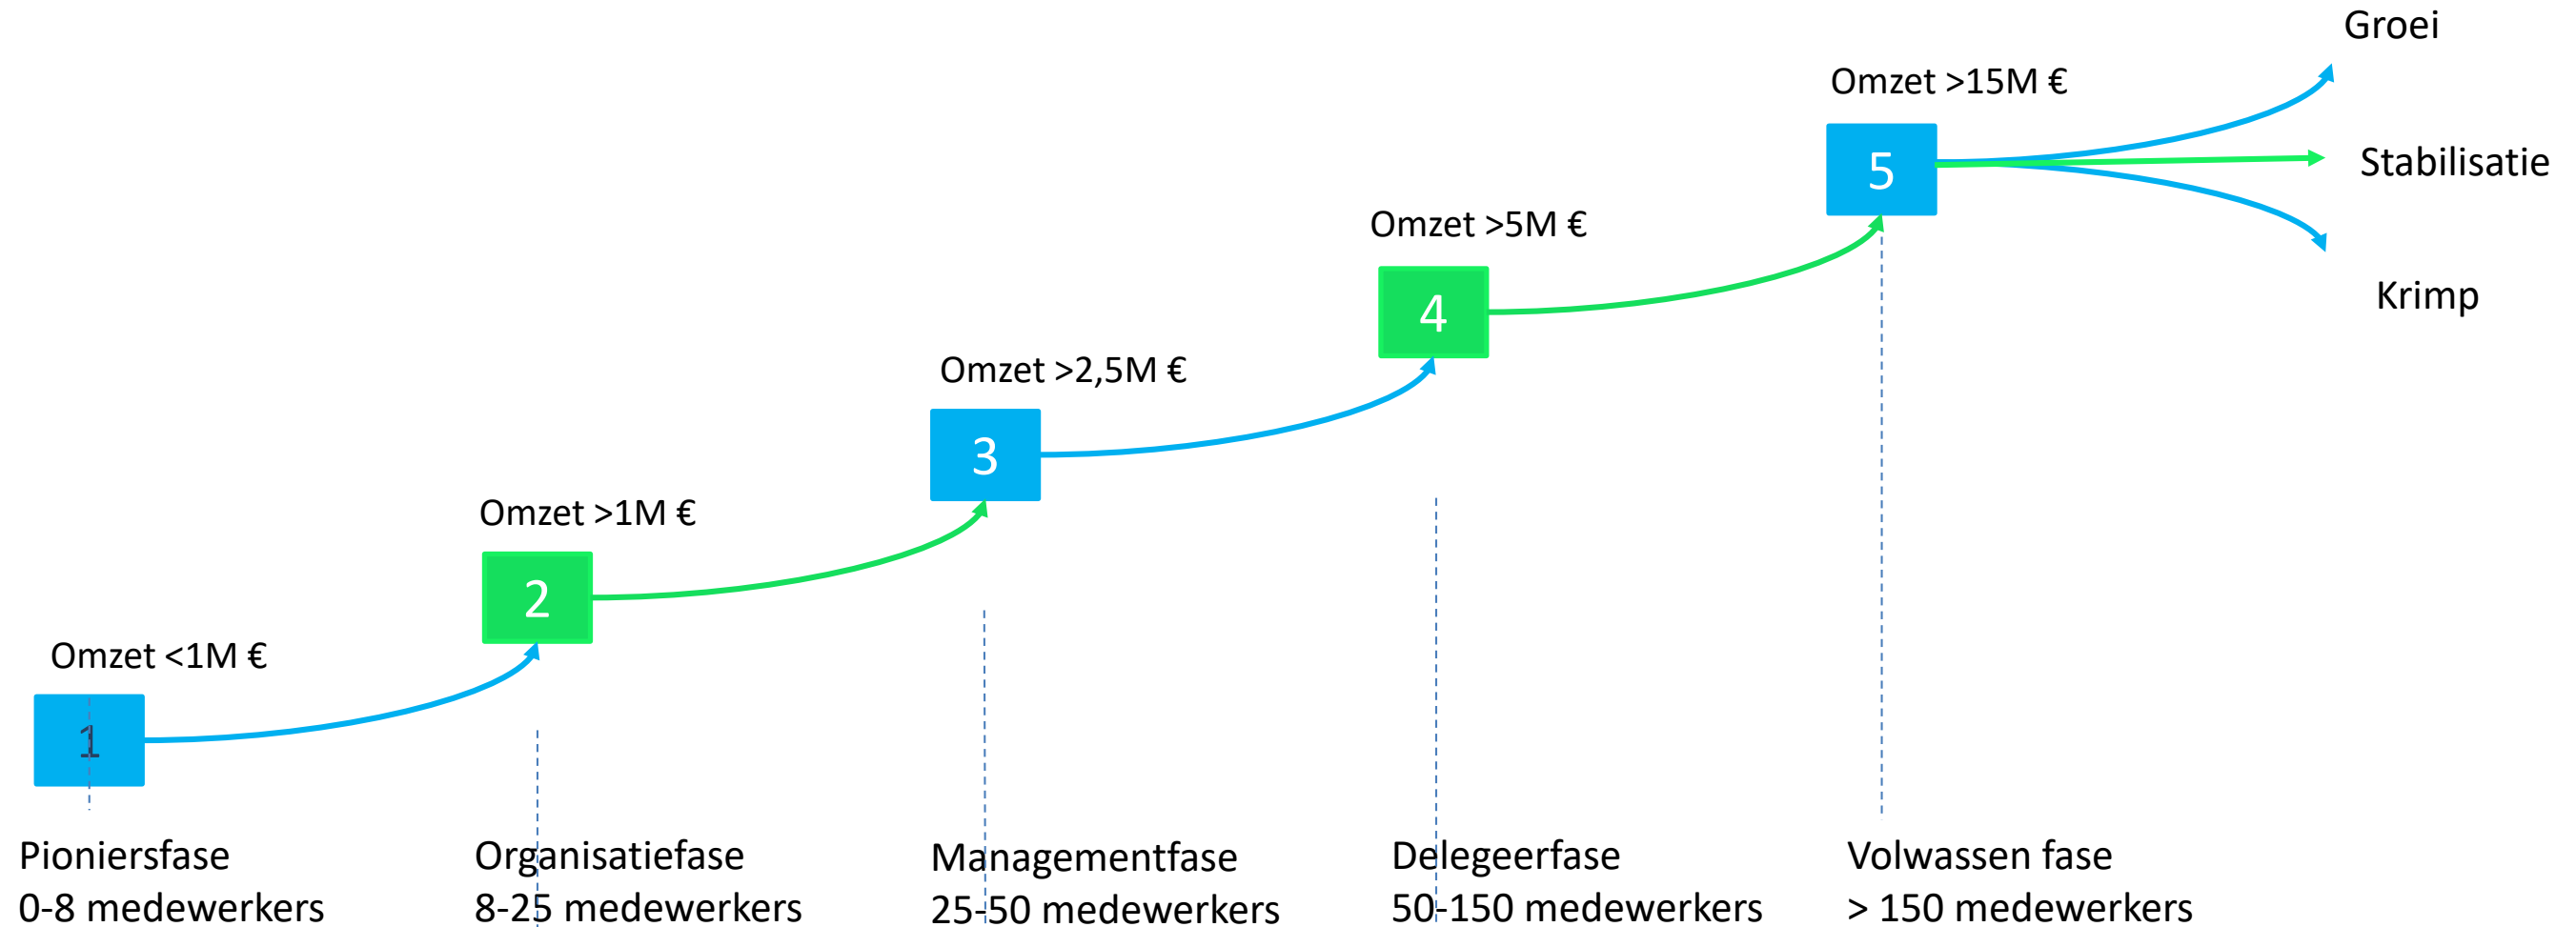 Groei
Omzet >15M €
5
Stabilisatie
Omzet >5M €
Krimp
4
Omzet >2,5M €
3
Omzet >1M €
2
Omzet <1M €
1
Pioniersfase
0-8 medewerkers
Organisatiefase
8-25 medewerkers
Managementfase
25-50 medewerkers
Delegeerfase
50-150 medewerkers
Volwassen fase
> 150 medewerkers